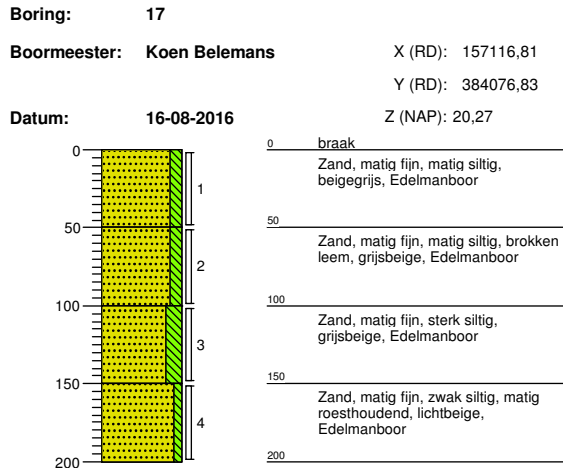 Boring: 17
Boormeester: Koen Belemans X (RD): 157116,81
Y (RD): 384076,83
Datum: 16-08-2016 Z (NAP): 20,27
0 0 braak
Zand, matig fijn, matig siltig,
beigegrijs, Edelmanboor
1
50 50
Zand, matig fijn, matig siltig, brokken
leem, grijsbeige, Edelmanboor
2
100 100
Zand, matig fijn, sterk siltig,
grijsbeige, Edelmanboor
3
150 150
Zand, matig fijn, zwak siltig, matig
roesthoudend, lichtbeige,
Edelmanboor
4
200 200